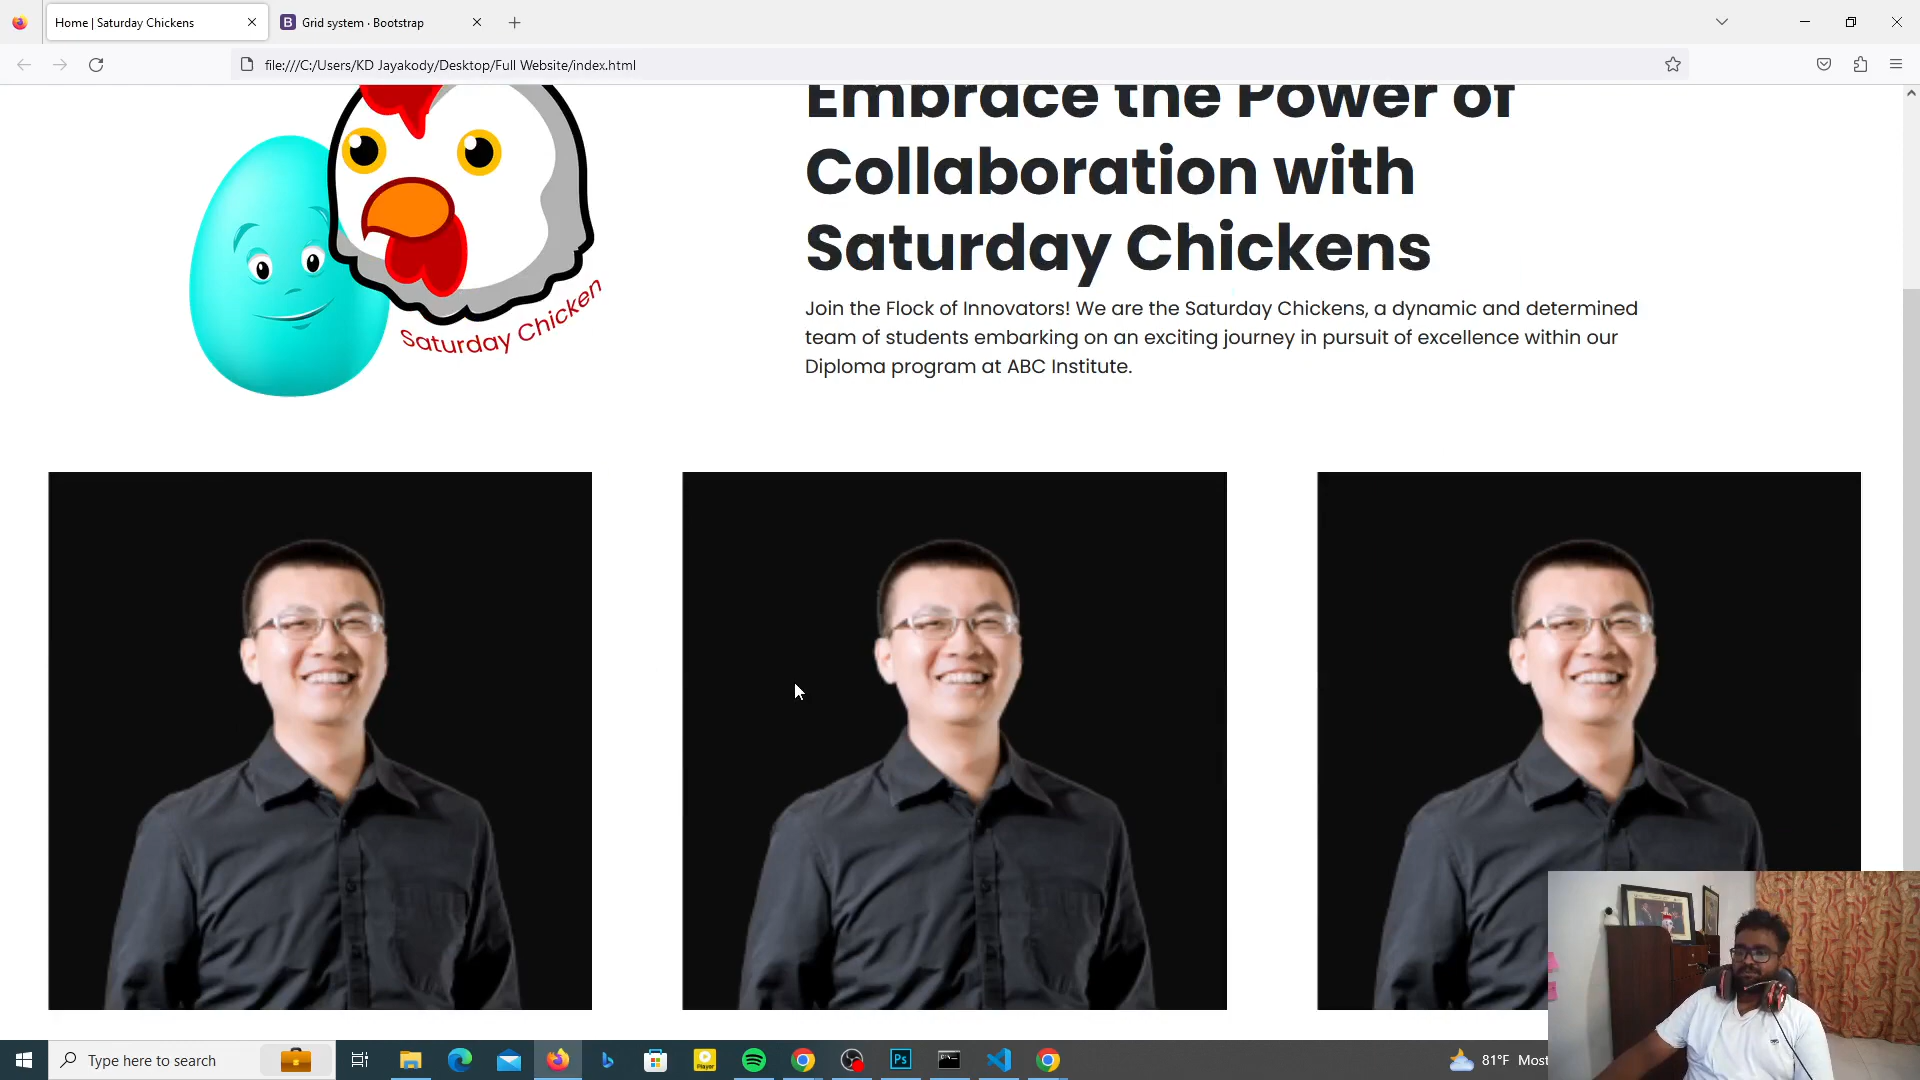 Home | Saturday Chickens
B Grid system · Bootstrap
file:///C:/Users/KD Jayakody/Desktop/Full Website/index.html
Embrace the Power of
Collaboration with
Saturday Chickens
Saturday Chicken
Join the Flock of Innovators! We are the Saturday Chickens, a dynamic and determined
team of students embarking on an exciting journey in pursuit of excellence within our
Diploma program at ABC Institute.
Type here to search
Player
Ps
81°F Most